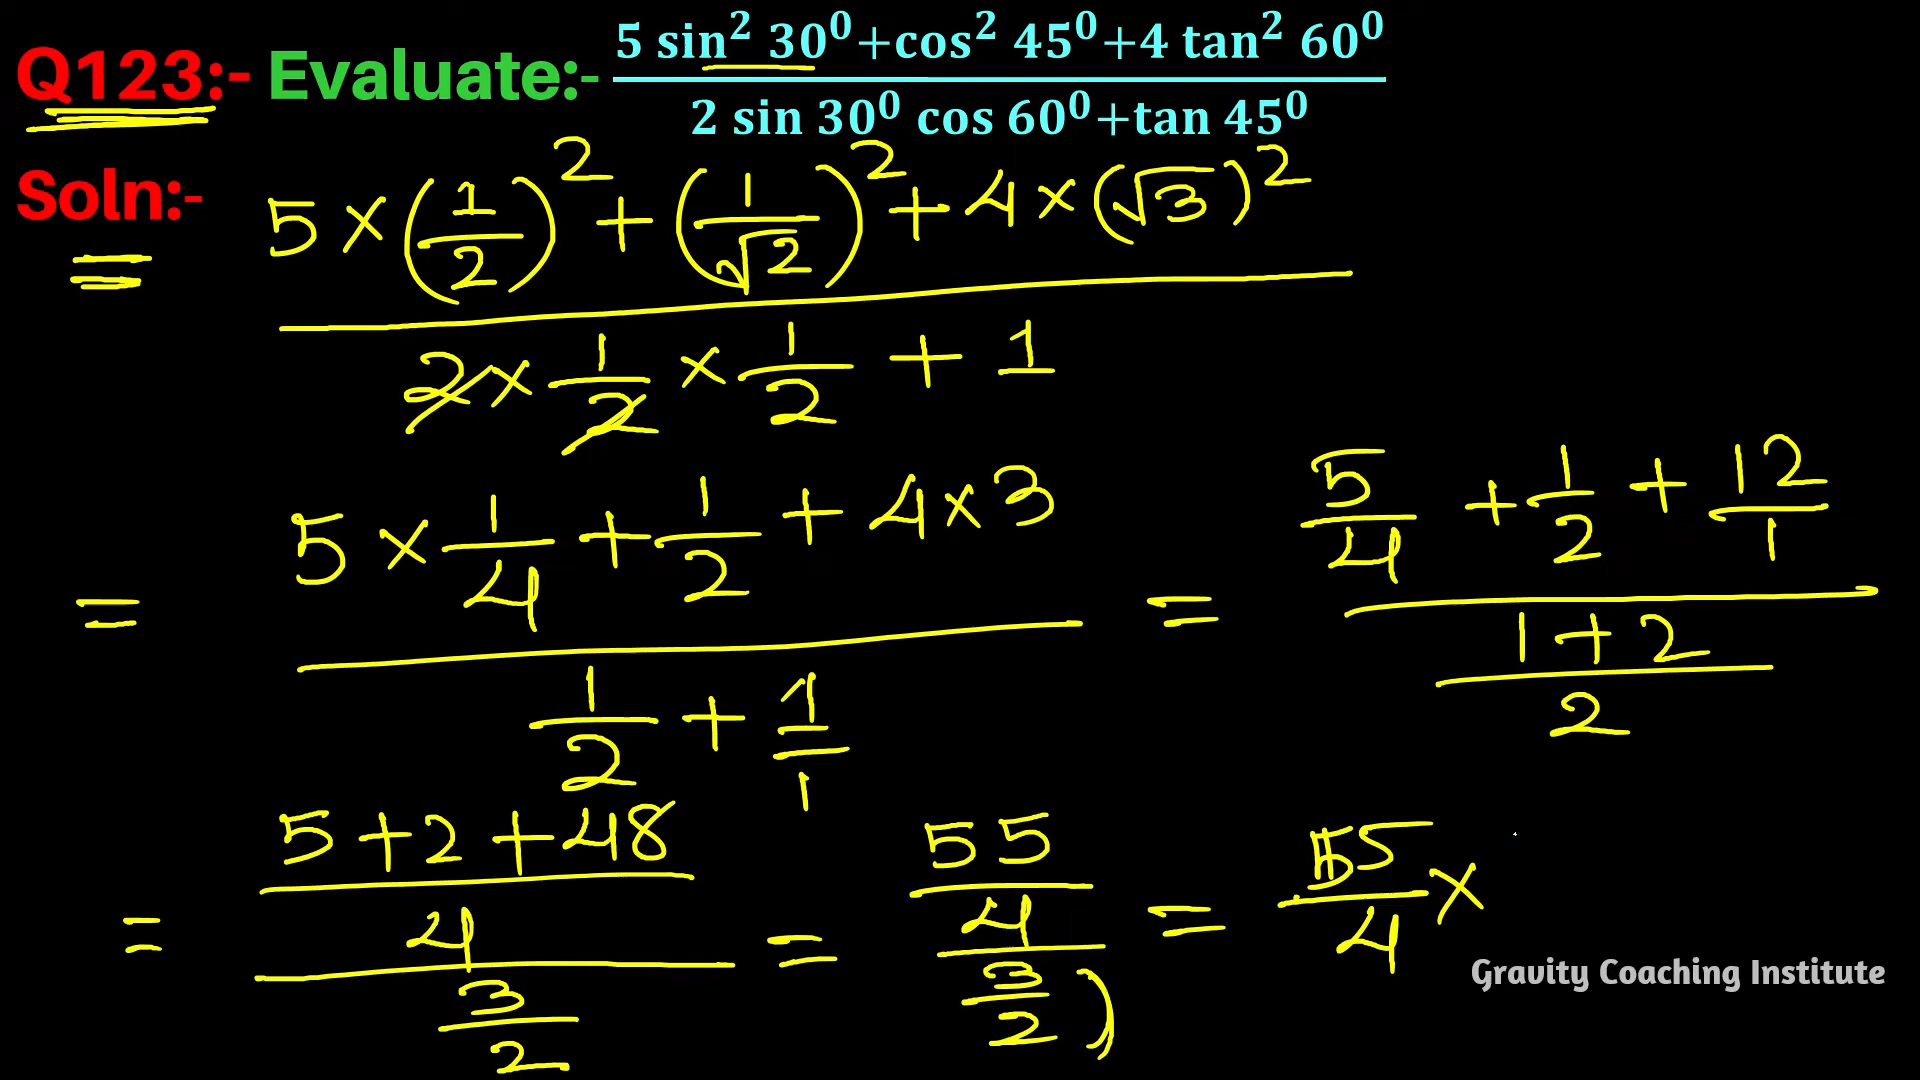 Q123:- Evaluate:- (5 sin² 30⁰+cos² 45⁰+4 tan² 60⁰)/(2 sin 30⁰ cos 60⁰+tan 45⁰)
Soln:- (5 × (1/2)² + (1/√2)² + 4 × (√3)²)/(2 × 1/2 × 1/2 + 1)
= (5 × 1/4 + 1/2 + 4 × 3)/(1/2 + 1/1) = (5/4 + 1/2 + 12/1)/((1+2)/2)
= ((5+2+48)/4)/(3/2) = (55/4)/(3/2) = 55/4 ×
Gravity Coaching Institute